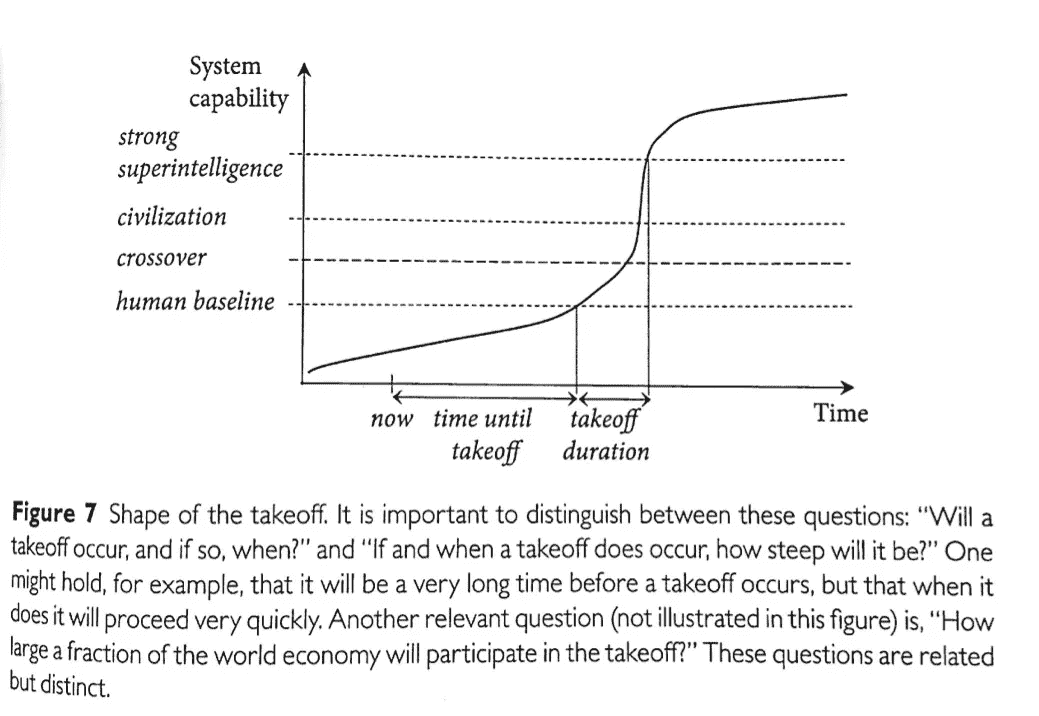 System
capability
strong
superintelligence
civilization
crossover
human baseline
now time until takeoff Time
takeoff duration
Figure 7 Shape of the takeoff. It is important to distinguish between these questions: “Will a
takeoff occur, and if so, when?” and “If and when a takeoff does occur, how steep will it be?” One
might hold, for example, that it will be a very long time before a takeoff occurs, but that when it
does it will proceed very quickly. Another relevant question (not illustrated in this figure) is, “How
large a fraction of the world economy will participate in the takeoff?” These questions are related
but distinct.